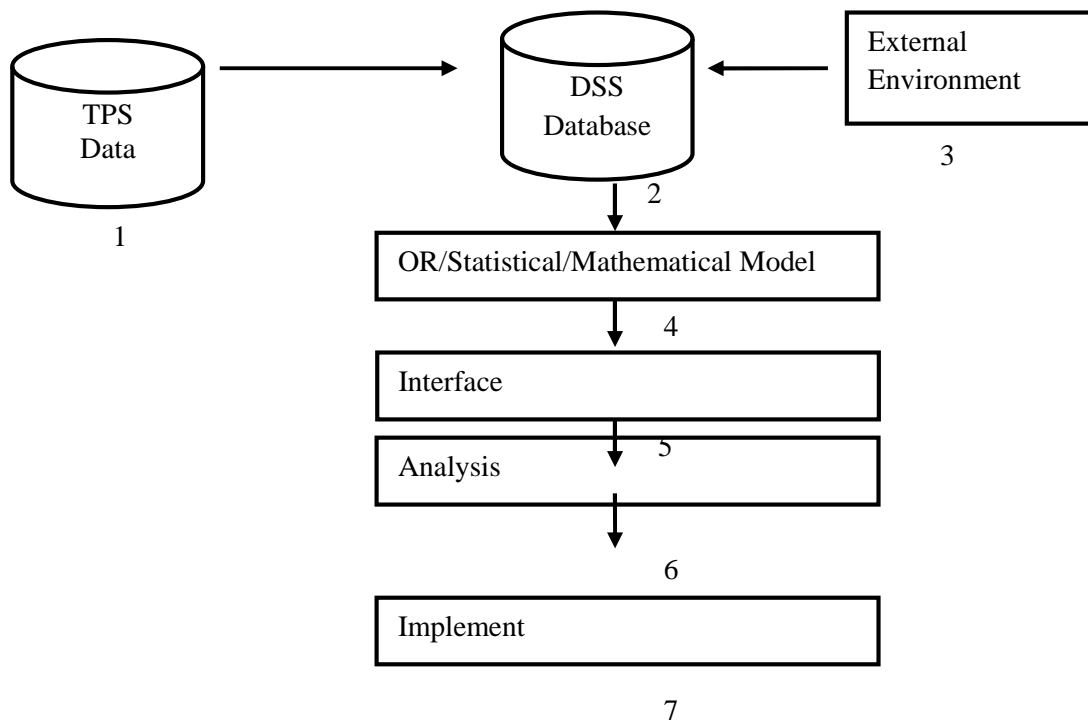 TPS
Data
1
DSS
Database
2
External
Environment
3
OR/Statistical/Mathematical Model
4
Interface
5
Analysis
6
Implement
7